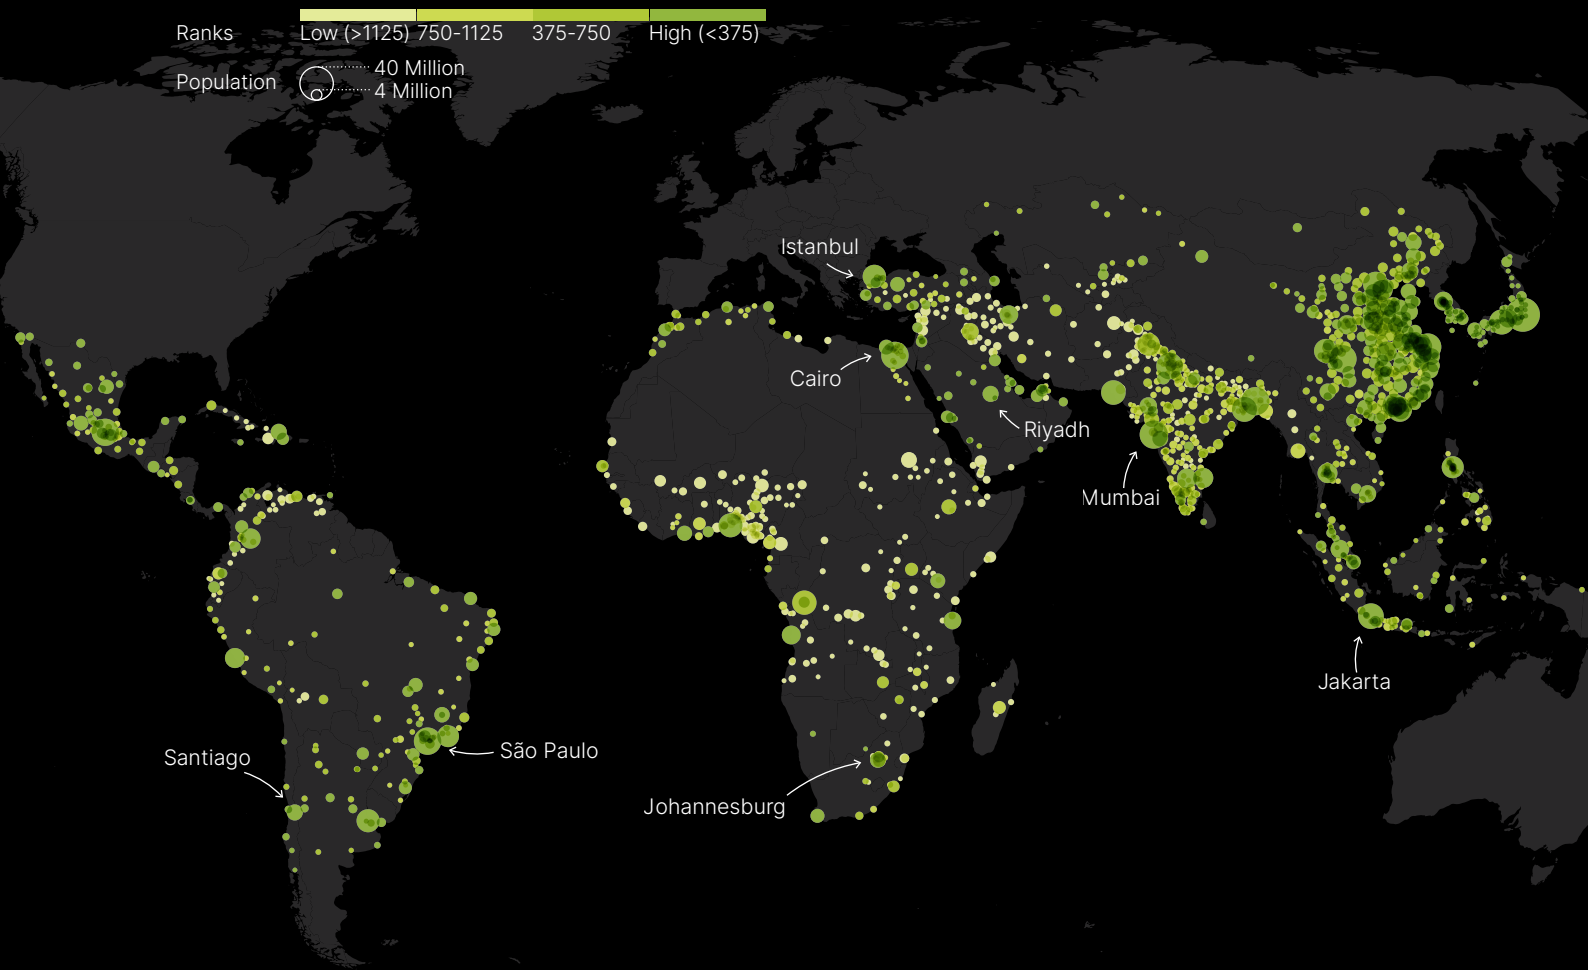 Ranks
Low (>1125) 750-1125 375-750 High (<375)
Population
40 Million
4 Million
Istanbul
Cairo
Riyadh
Mumbai
Jakarta
São Paulo
Santiago
Johannesburg